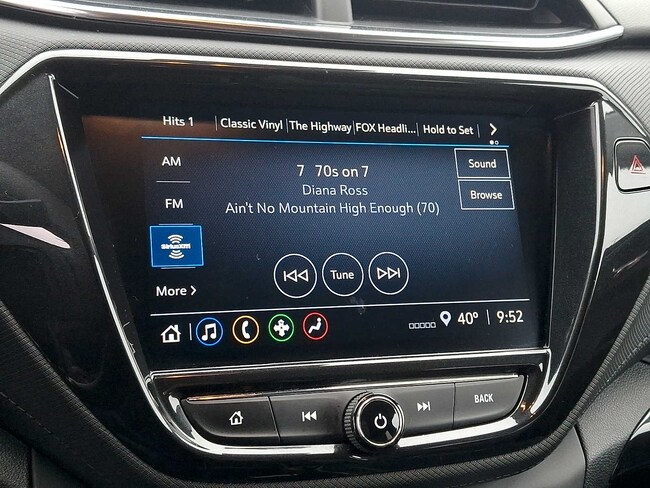 Hits 1 Classic Vinyl The Highway FOX Headli... Hold to Set
AM
7 70s on 7
Sound
Diana Ross
Browse
FM
Ain't No Mountain High Enough (70)
SiriusXM
Tune
More
40° 9:52
BACK